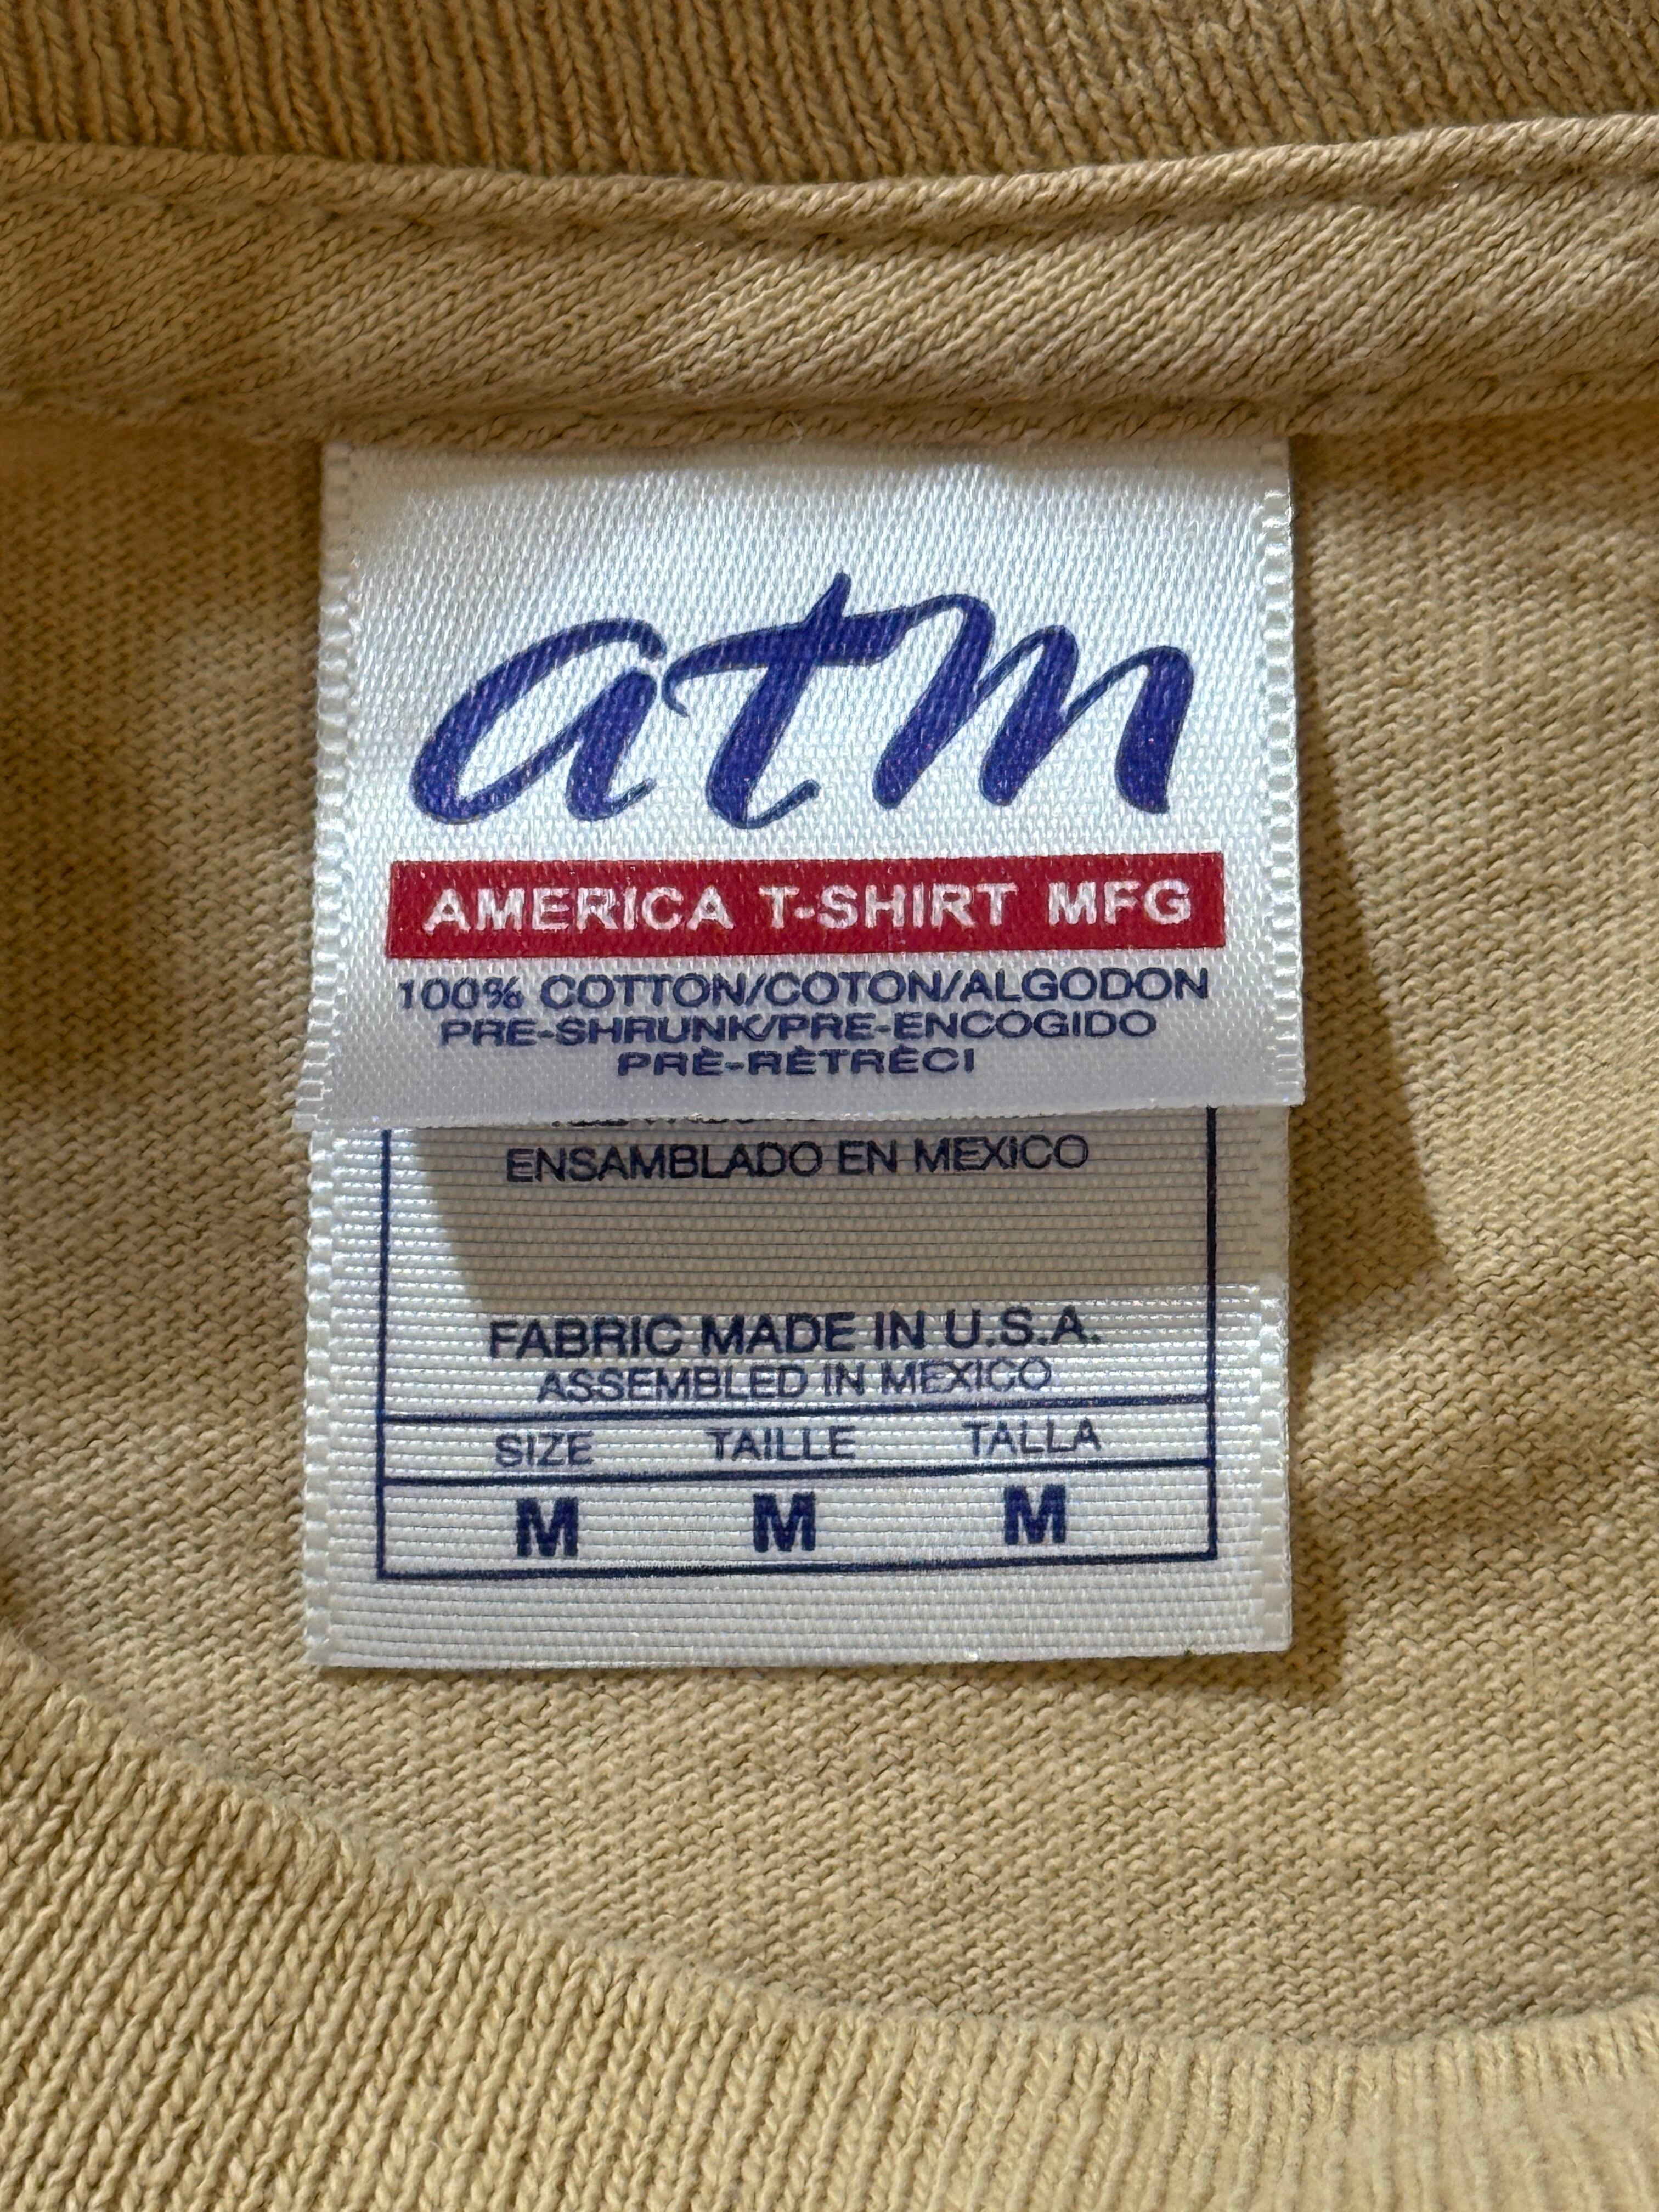 atm
AMERICA T-SHIRT MFG
100% COTTON/COTON/ALGODON
PRE-SHRUNK/PRE-ENCOGIDO
PRÈ-RÈTRÈCI
ENSAMBLADO EN MEXICO
FABRIC MADE IN U.S.A.
ASSEMBLED IN MEXICO
SIZE TAILLE TALLA
M M M